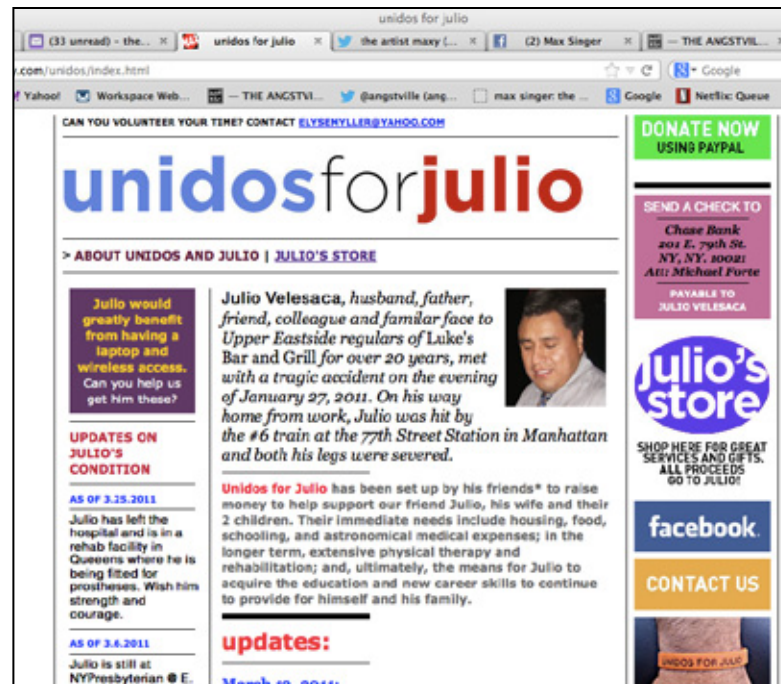 unidos for julio
(33 unread) - the...
unidos for julio
the artist maxy (...
(2) Max Singer
— THE ANGSTVIL...
.com/unidos/index.html
Google
Yahoo!
Workspace Web...
— THE ANGSTVI...
@angstville (ang...
max singer: the ...
Google
Netflix: Queue
CAN YOU VOLUNTEER YOUR TIME? CONTACT ELYSEMYLLER@YAHOO.COM
unidosforjulio
> ABOUT UNIDOS AND JULIO | JULIO'S STORE
Julio would
greatly benefit
from having a
laptop and
wireless access.
Can you help us
get him these?
UPDATES ON
JULIO'S
CONDITION
AS OF 3.25.2011
Julio has left the
hospital and is in a
rehab facility in
Queeens where he is
being fitted for
prostheses. Wish him
strength and
courage.
AS OF 3.6.2011
Julio is still at
NYPresbyterian @ E.
Julio Velesaca, husband, father,
friend, colleague and familar face to
Upper Eastside regulars of Luke's
Bar and Grill for over 20 years, met
with a tragic accident on the evening
of January 27, 2011. On his way
home from work, Julio was hit by
the #6 train at the 77th Street Station in Manhattan
and both his legs were severed.
Unidos for Julio has been set up by his friends* to raise
money to help support our friend Julio, his wife and their
2 children. Their immediate needs include housing, food,
schooling, and astronomical medical expenses; in the
longer term, extensive physical therapy and
rehabilitation; and, ultimately, the means for Julio to
acquire the education and new career skills to continue
to provide for himself and his family.
updates:
March 2011:
DONATE NOW
USING PAYPAL
SEND A CHECK TO
Chase Bank
201 E. 79th St.
NY, NY. 10021
Att: Michael Forte
PAYABLE TO
JULIO VELESACA
julio's
store
SHOP HERE FOR GREAT
SERVICES AND GIFTS.
ALL PROCEEDS
GO TO JULIO!
facebook.
CONTACT US
UNIDOS FOR JULIO